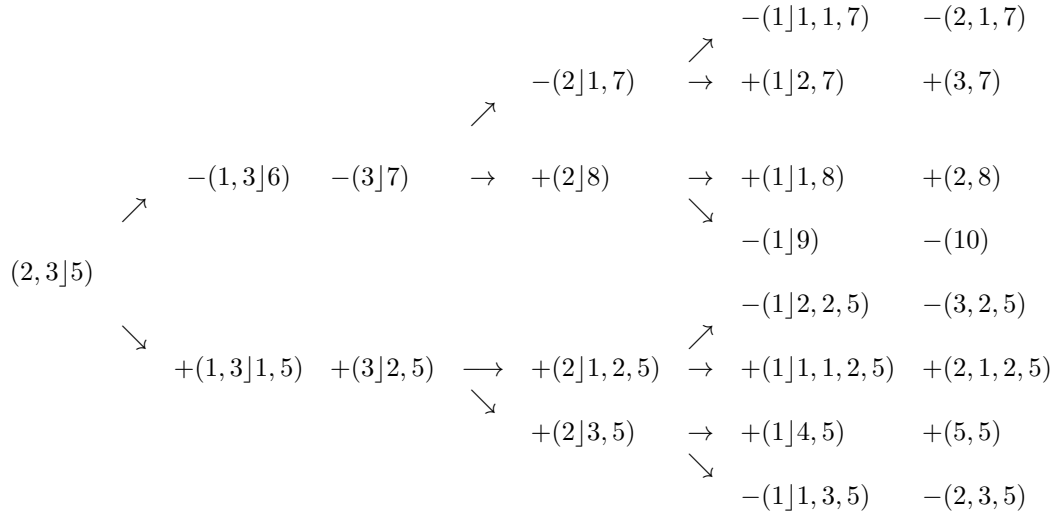 −(1⌋1, 1, 7) −(2, 1, 7)
↗
−(2⌋1, 7) → +(1⌋2, 7) +(3, 7)
↗
−(1, 3⌋6) −(3⌋7) → +(2⌋8) → +(1⌋1, 8) +(2, 8)
↗ ↘
−(1⌋9) −(10)
(2, 3⌋5)
−(1⌋2, 2, 5) −(3, 2, 5)
↘ ↗
+(1, 3⌋1, 5) +(3⌋2, 5) ⟶ +(2⌋1, 2, 5) → +(1⌋1, 1, 2, 5) +(2, 1, 2, 5)
↘
+(2⌋3, 5) → +(1⌋4, 5) +(5, 5)
↘
−(1⌋1, 3, 5) −(2, 3, 5)